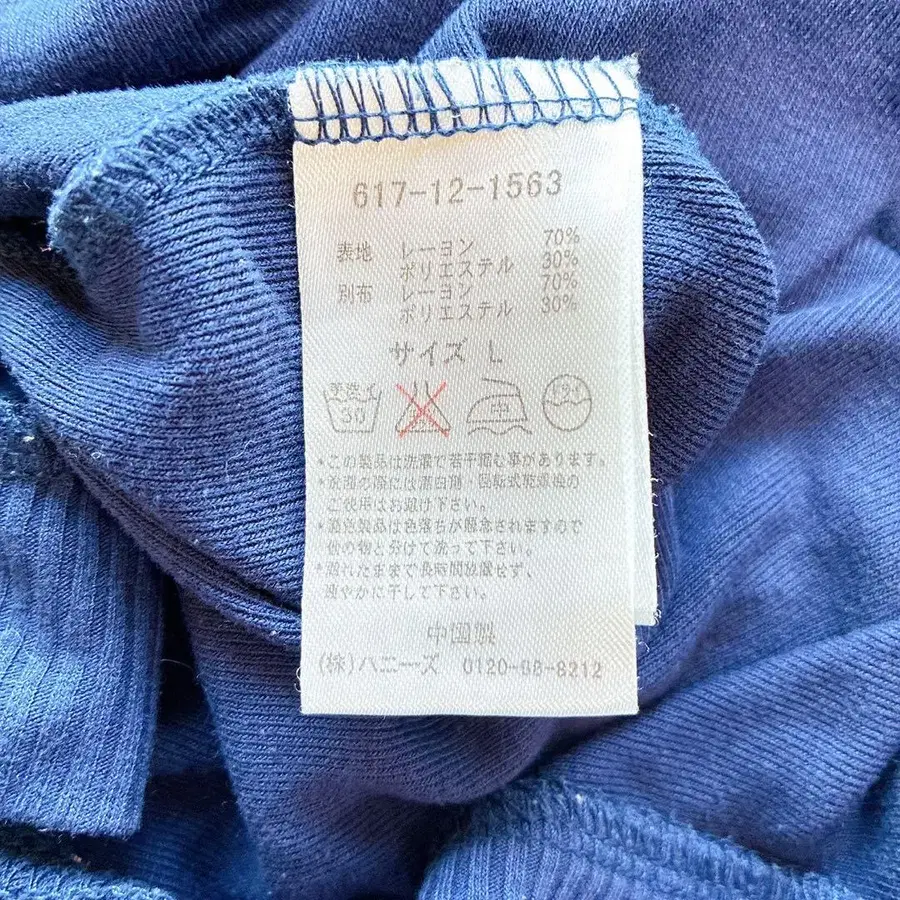 617-12-1563
表地 レーヨン 70%
ポリエステル 30%
別布 レーヨン 70%
ポリエステル 30%
サイズ L
手洗イ
30
中
*この製品は洗濯で若干縮む事があります。
*洗濯の際には漂白剤・回転式乾燥機の
ご使用はお避け下さい。
*濃色製品は色落ちが懸念されますので
他の物と分けて洗って下さい。
*濡れたままで長時間放置せず、
速やかに干して下さい。
中国製
(株)ハニーズ 0120-98-8212